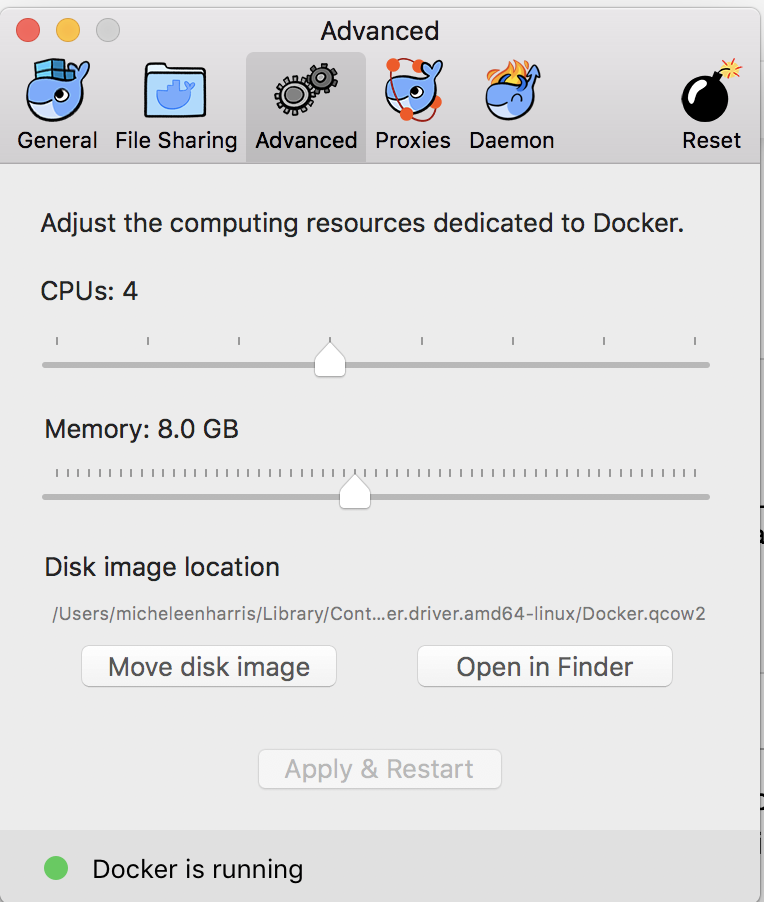 Advanced
General File Sharing Advanced Proxies Daemon Reset
Adjust the computing resources dedicated to Docker.
CPUs: 4
Memory: 8.0 GB
Disk image location
/Users/micheleenharris/Library/Cont...er.driver.amd64-linux/Docker.qcow2
Move disk image Open in Finder
Apply & Restart
Docker is running